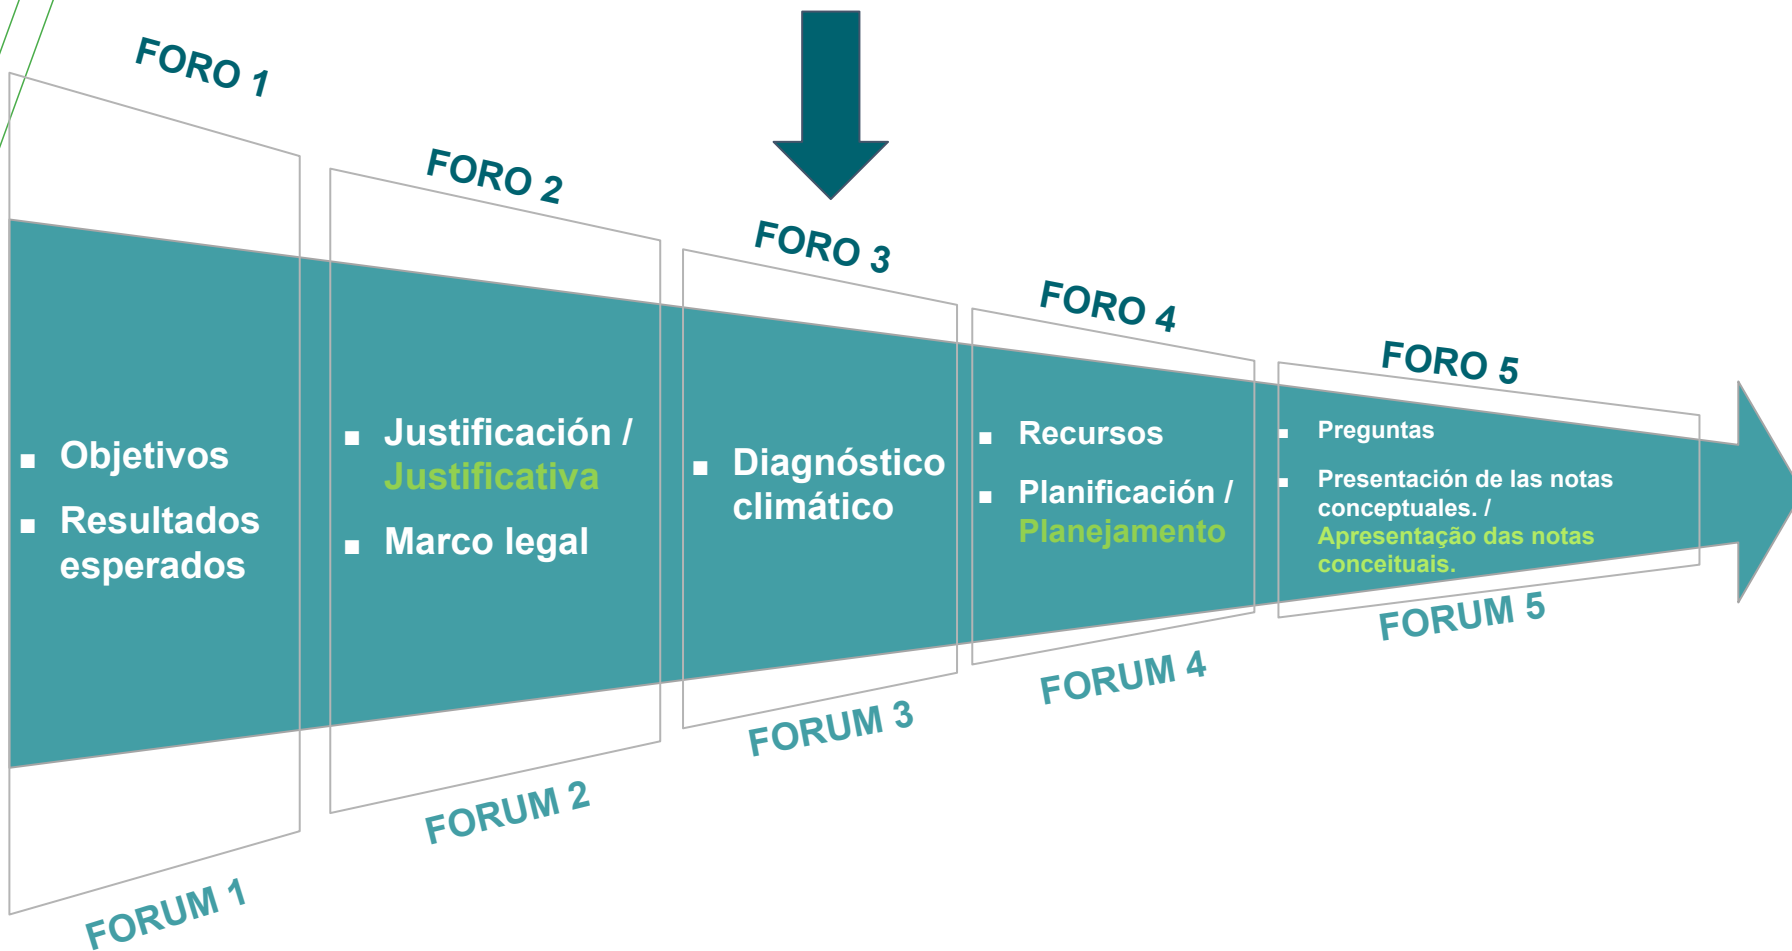 FORO 1
FORO 2
FORO 3
FORO 4
FORO 5
▪ Objetivos
▪ Resultados
esperados
▪ Justificación /
Justificativa
▪ Marco legal
▪ Diagnóstico
climático
▪ Recursos
▪ Planificación /
Planejamento
▪ Preguntas
▪ Presentación de las notas
conceptuales. /
Apresentação das notas
conceituais.
FORUM 1
FORUM 2
FORUM 3
FORUM 4
FORUM 5